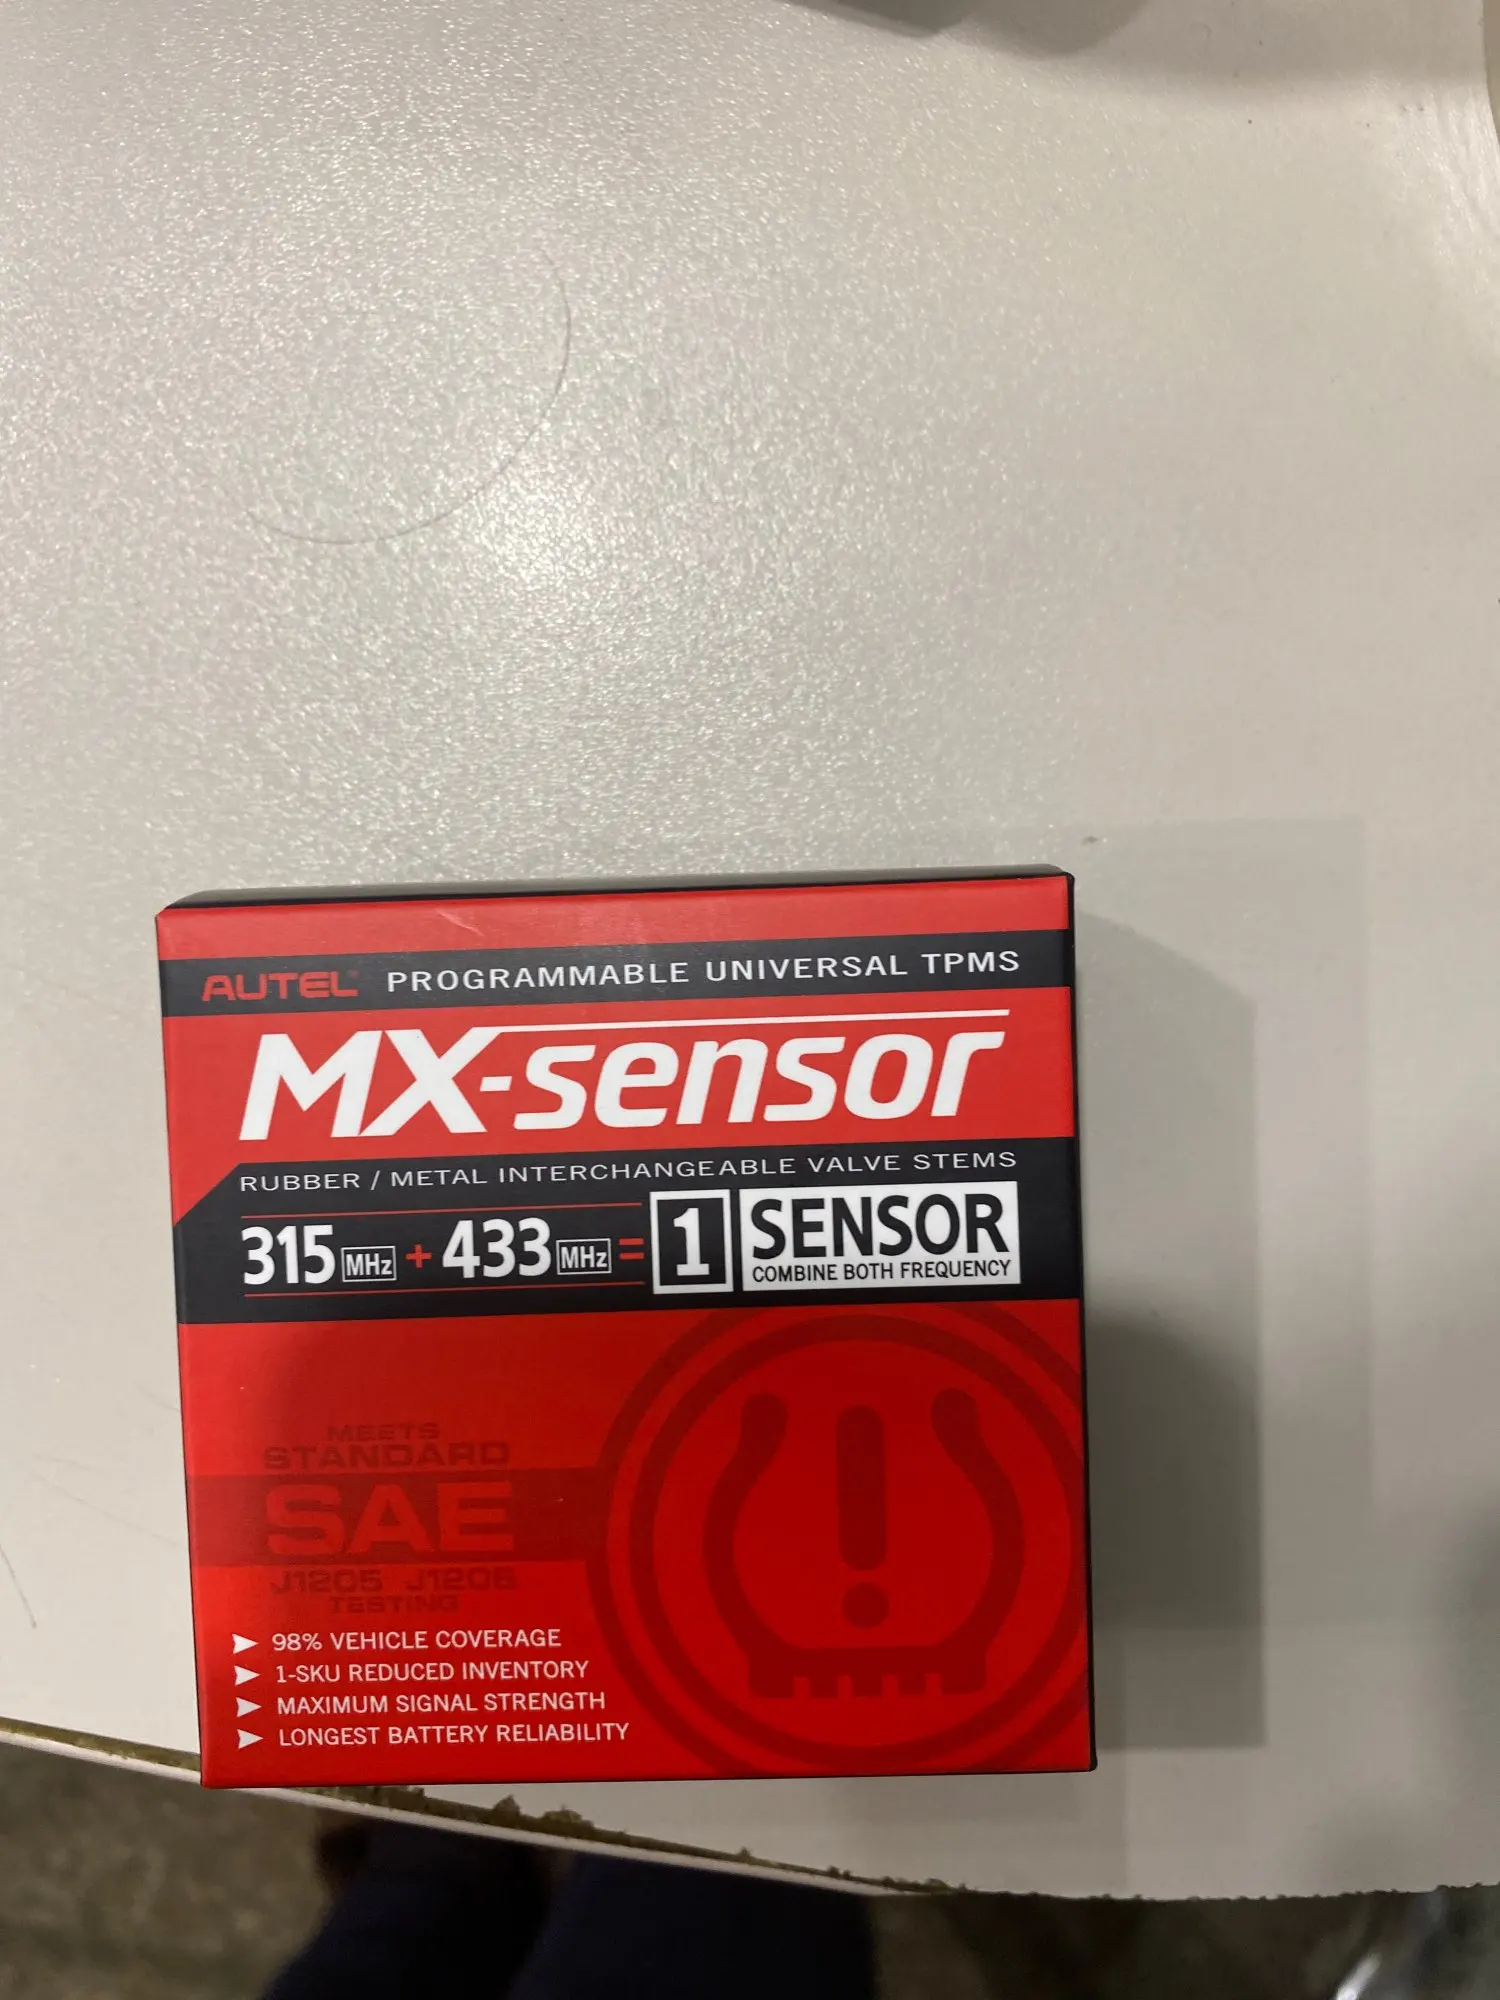 AUTEL PROGRAMMABLE UNIVERSAL TPMS
MX-sensor
RUBBER / METAL INTERCHANGEABLE VALVE STEMS
315 MHz + 433 MHz = 1 SENSOR
COMBINE BOTH FREQUENCY
MEETS
STANDARD
SAE
J1205 J1206
TESTING
98% VEHICLE COVERAGE
1-SKU REDUCED INVENTORY
MAXIMUM SIGNAL STRENGTH
LONGEST BATTERY RELIABILITY